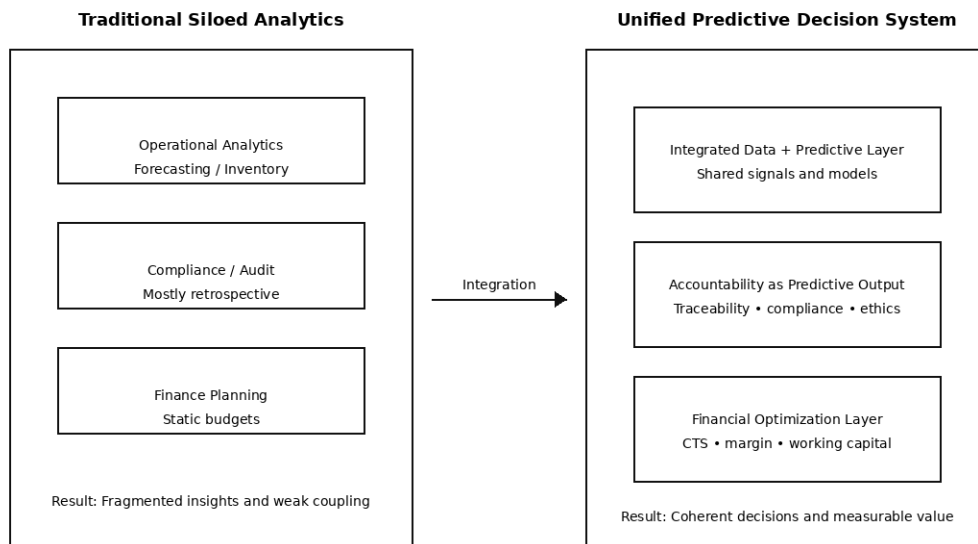 Traditional Siloed Analytics
Operational Analytics
Forecasting / Inventory
Compliance / Audit
Mostly retrospective
Finance Planning
Static budgets
Result: Fragmented insights and weak coupling
Integration
Unified Predictive Decision System
Integrated Data + Predictive Layer
Shared signals and models
Accountability as Predictive Output
Traceability • compliance • ethics
Financial Optimization Layer
CTS • margin • working capital
Result: Coherent decisions and measurable value